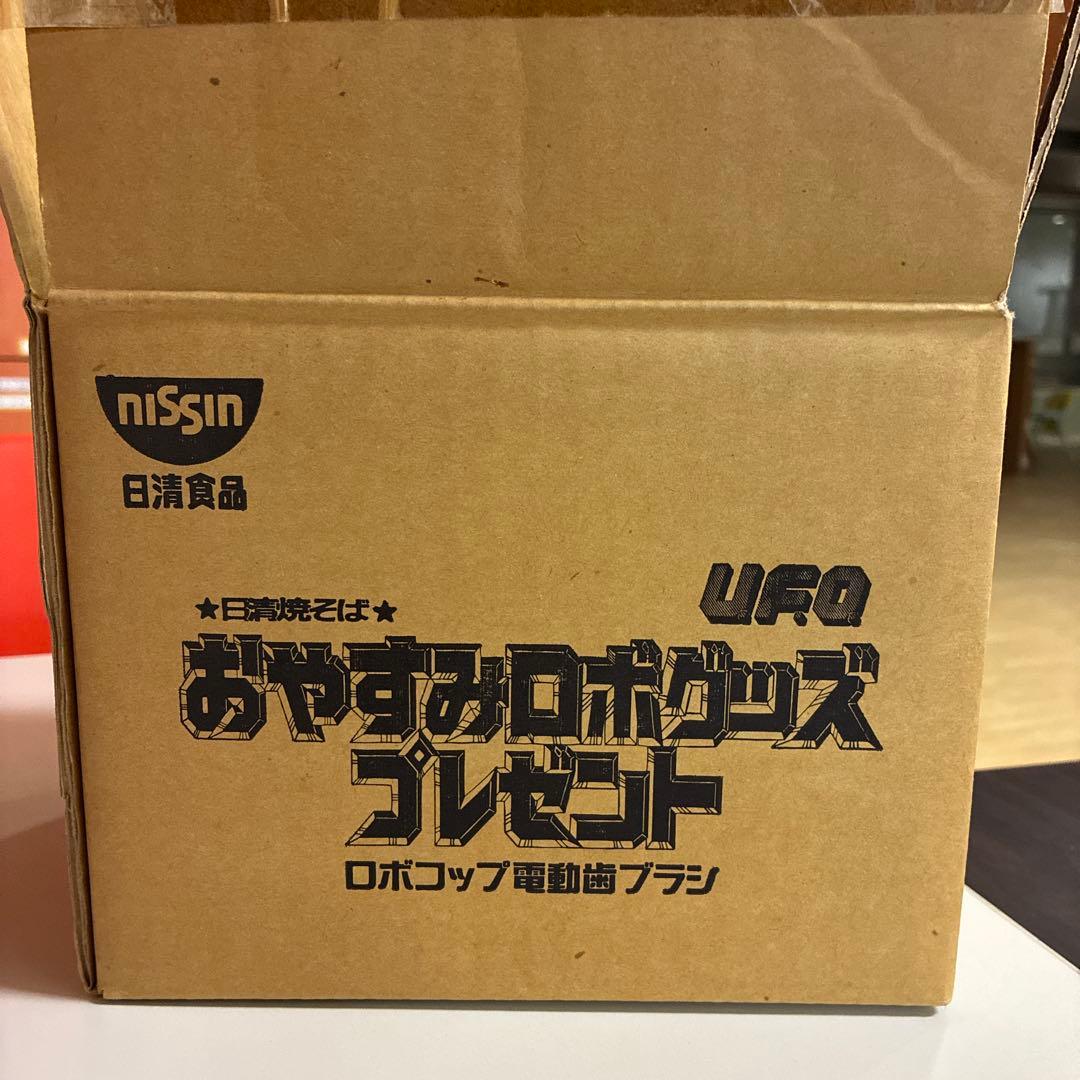 nissin
日清食品
★日清焼そば★
U.F.O.
おやすみロボグッズ
プレゼント
ロボコップ電動歯ブラシ